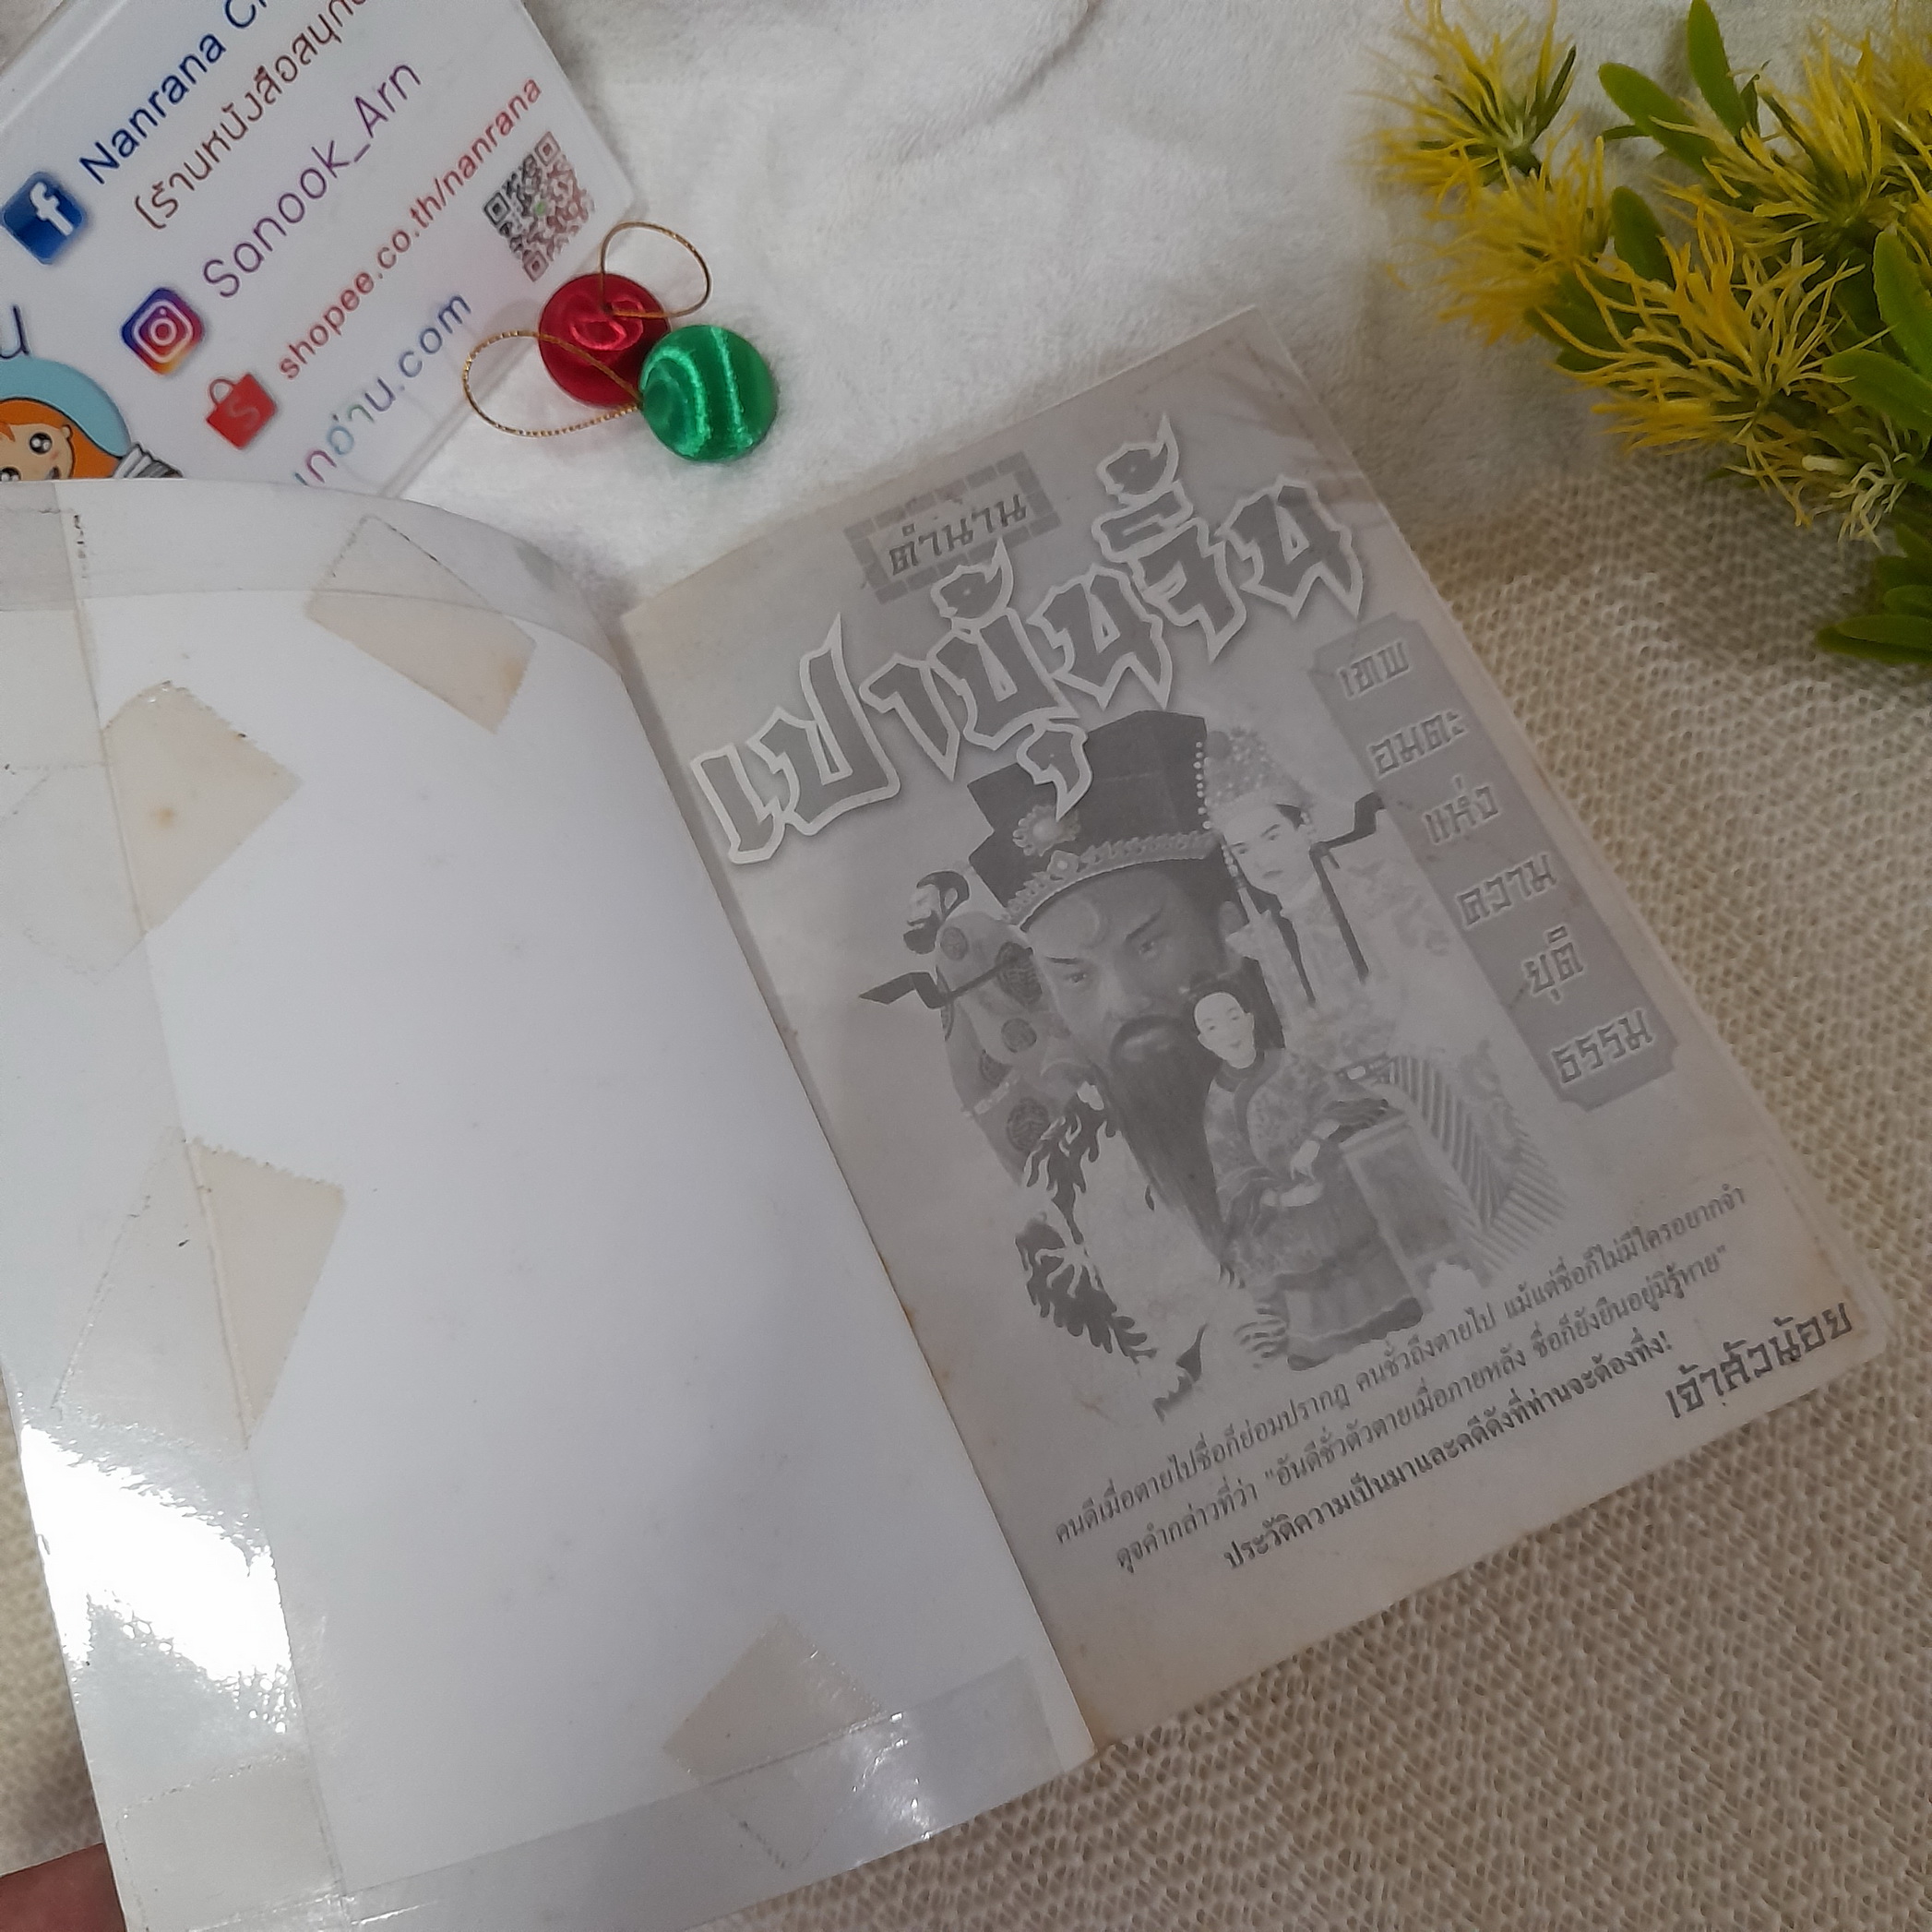 Nanrana
(ร้านหนังสือสนุก
Sanook_Arn
shopee.co.th/nanrana
กอ่าน.com
ตำนาน
เปาบุ้นจิ้น
เทพ
อมตะ
แห่ง
ความ
ยุติ
ธรรม
คนดีเมื่อตายไปชื่อก็ย่อมปรากฏ คนชั่วถึงตายไป แม้แต่ชื่อก็ไม่มีใครอยากจำ
ดุจคำกล่าวที่ว่า "อันดีชั่วตัวตายเมื่อภายหลัง ชื่อก็ยังยืนอยู่มิรู้หาย"
ประวัติความเป็นมาและคดีดังที่ท่านจะต้องทึ่ง!
เจ้าสัวน้อย